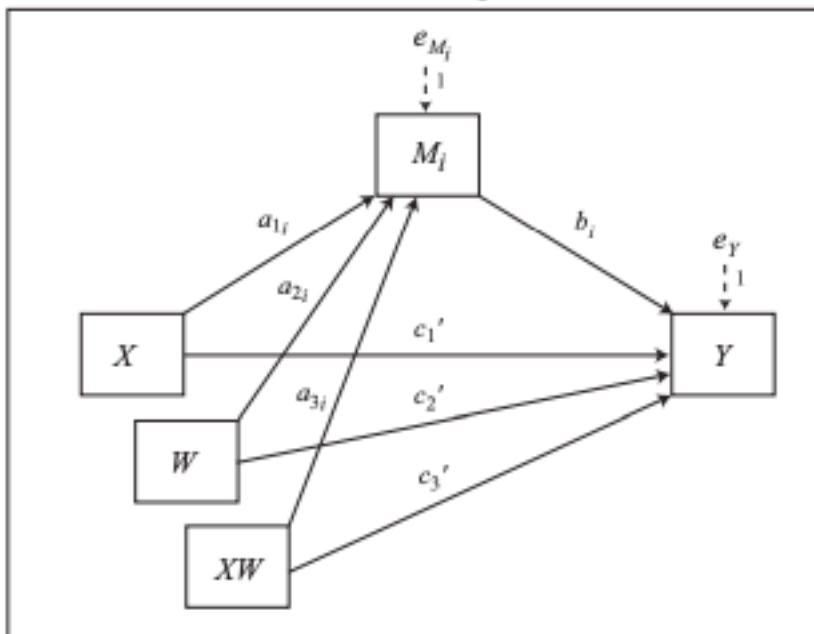 e_{M_i}
1
M_i
a_{1i}
b_i
e_Y
1
a_{2i}
X
c_1'
Y
a_{3i}
c_2'
W
c_3'
XW